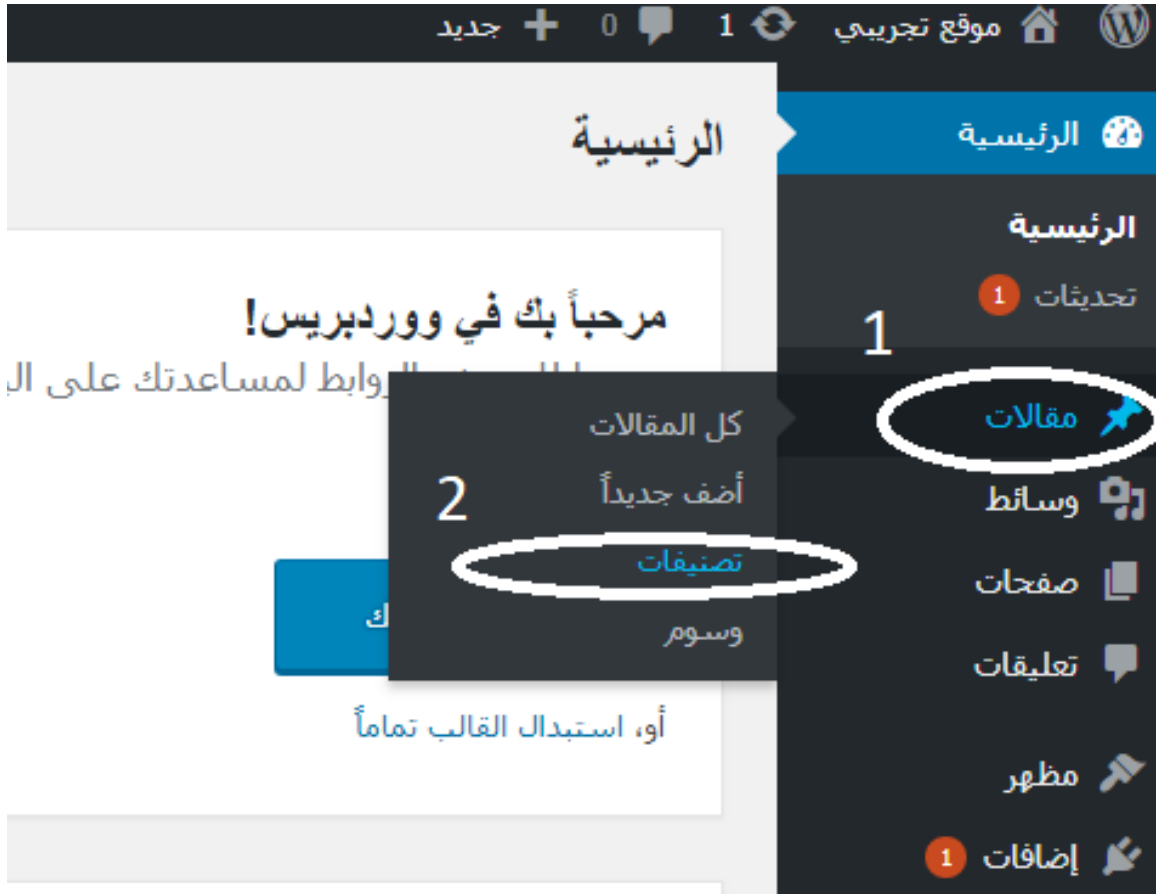 موقع تجريبي 1 0 جديد
الرئيسية
الرئيسية
تحديثات 1
1
مقالات
وسائط
صفحات
تعليقات
مظهر
إضافات 1
كل المقالات
أضف جديداً
2
تصنيفات
وسوم
الرئيسية
مرحباً بك في ووردبريس!
الروابط لمساعدتك على
أو، استبدال القالب تماماً